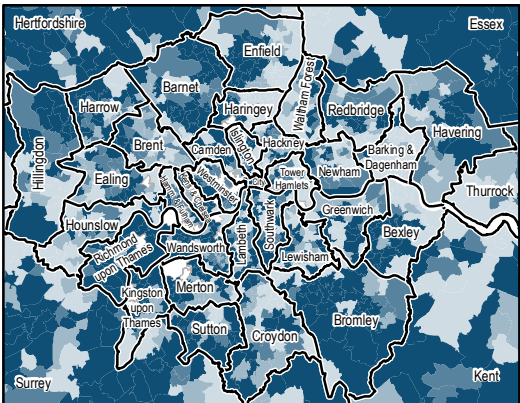 Hertfordshire
Essex
Enfield
Barnet
Waltham Forest
Harrow
Haringey
Redbridge
Havering
Hillingdon
Brent
Camden
Islington
Hackney
Barking &
Dagenham
Ealing
Westminster
City
Tower
Hamlets
Newham
Thurrock
Hounslow
Greenwich
Bexley
Richmond
upon Thames
Wandsworth
Lambeth
Southwark
Lewisham
Kingston
upon
Thames
Merton
Sutton
Croydon
Bromley
Surrey
Kent